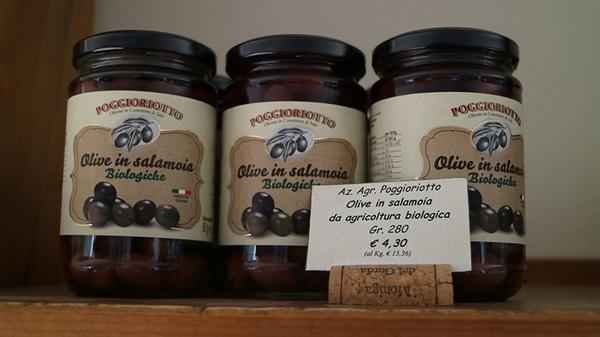 POGGIORIOTTO
Olive in salamoia
Biologiche
POGGIORIOTTO
Olive in salamoia
Biologiche
POGGIORIOTTO
Olive in salamoia
Biologiche
Az. Agr. Poggioriotto
Olive in salamoia
da agricoltura biologica
Gr. 280
€ 4,30
(al Kg. € 15,36)
Moniga
del Garda